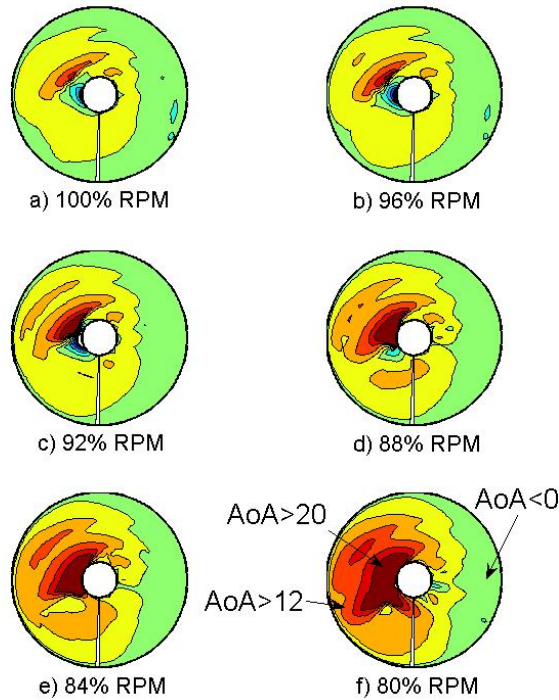 a) 100% RPM
b) 96% RPM
c) 92% RPM
d) 88% RPM
AoA>20
AoA<0
AoA>12
e) 84% RPM
f) 80% RPM